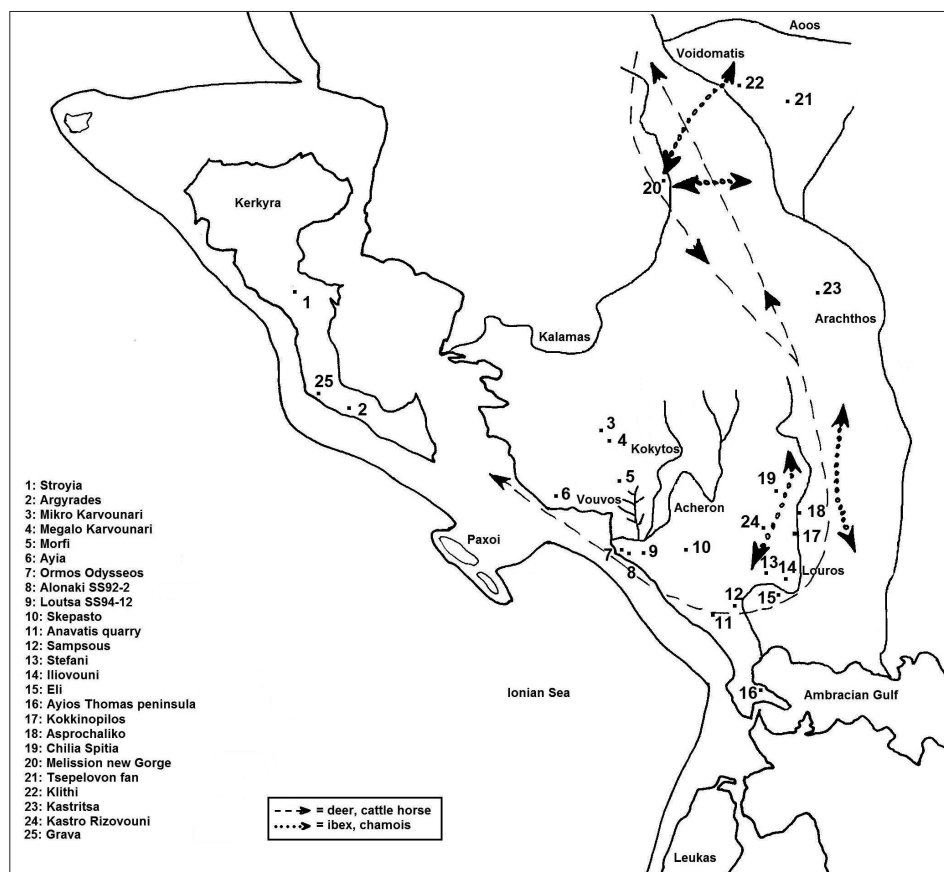 Aoos
Voidomatis
22
21
20
Kerkyra
1
23
Arachthos
Kalamas
25
2
3
4
Kokytos
5
6
Vouvos
19
Acheron
18
24
17
Paxoi
7
8
9
10
13
14
Louros
15
12
11
16
Ionian Sea
Ambracian Gulf
Leukas
1: Stroyia
2: Argyrades
3: Mikro Karvounari
4: Megalo Karvounari
5: Morfi
6: Ayia
7: Ormos Odysseos
8: Alonaki SS92-2
9: Loutsa SS94-12
10: Skepasto
11: Anavatis quarry
12: Sampsous
13: Stefani
14: Iliovouni
15: Eli
16: Ayios Thomas peninsula
17: Kokkinopilos
18: Asprochaliko
19: Chilia Spitia
20: Melission new Gorge
21: Tsepelovon fan
22: Klithi
23: Kastritsa
24: Kastro Rizovouni
25: Grava
= deer, cattle horse
= ibex, chamois